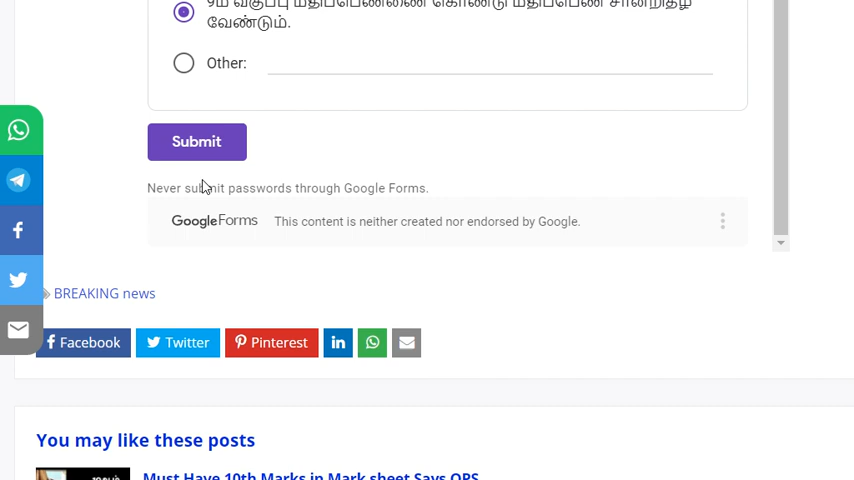 9ம் வகுப்பு மதிப்பெண்ணை கொண்டு மதிப்பெண் சான்றிதழ்
வேண்டும்.
Other:
Submit
Never submit passwords through Google Forms.
GoogleForms This content is neither created nor endorsed by Google.
BREAKING news
Facebook Twitter Pinterest
You may like these posts
Must Have 10th Marks in Mark sheet Says OPS